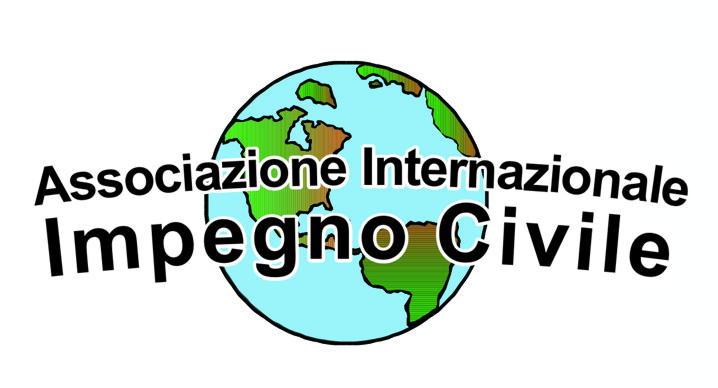 Associazione Internazionale
Impegno Civile